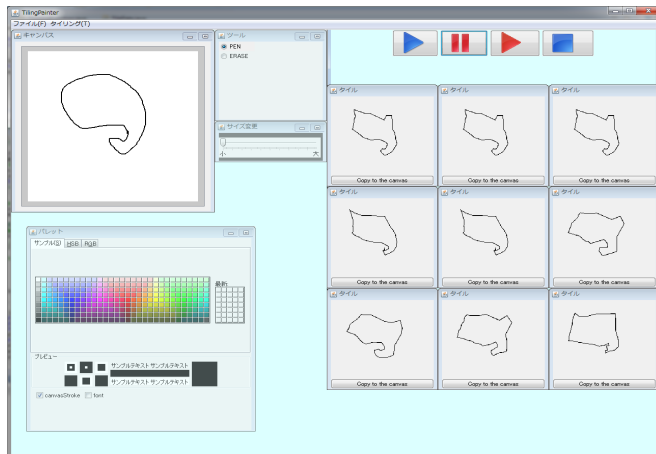 TilingPainter
ファイル(F) タイリング(T)
キャンバス
ツール
PEN
ERASE
サイズ変更
小 大
タイル タイル タイル
Copy to the canvas Copy to the canvas Copy to the canvas
タイル タイル タイル
Copy to the canvas Copy to the canvas Copy to the canvas
タイル タイル タイル
Copy to the canvas Copy to the canvas Copy to the canvas
パレット
サンプル(S) HSB RGB
最新
プレビュー
サンプルテキスト サンプルテキスト
サンプルテキスト サンプルテキスト
canvasStroke font